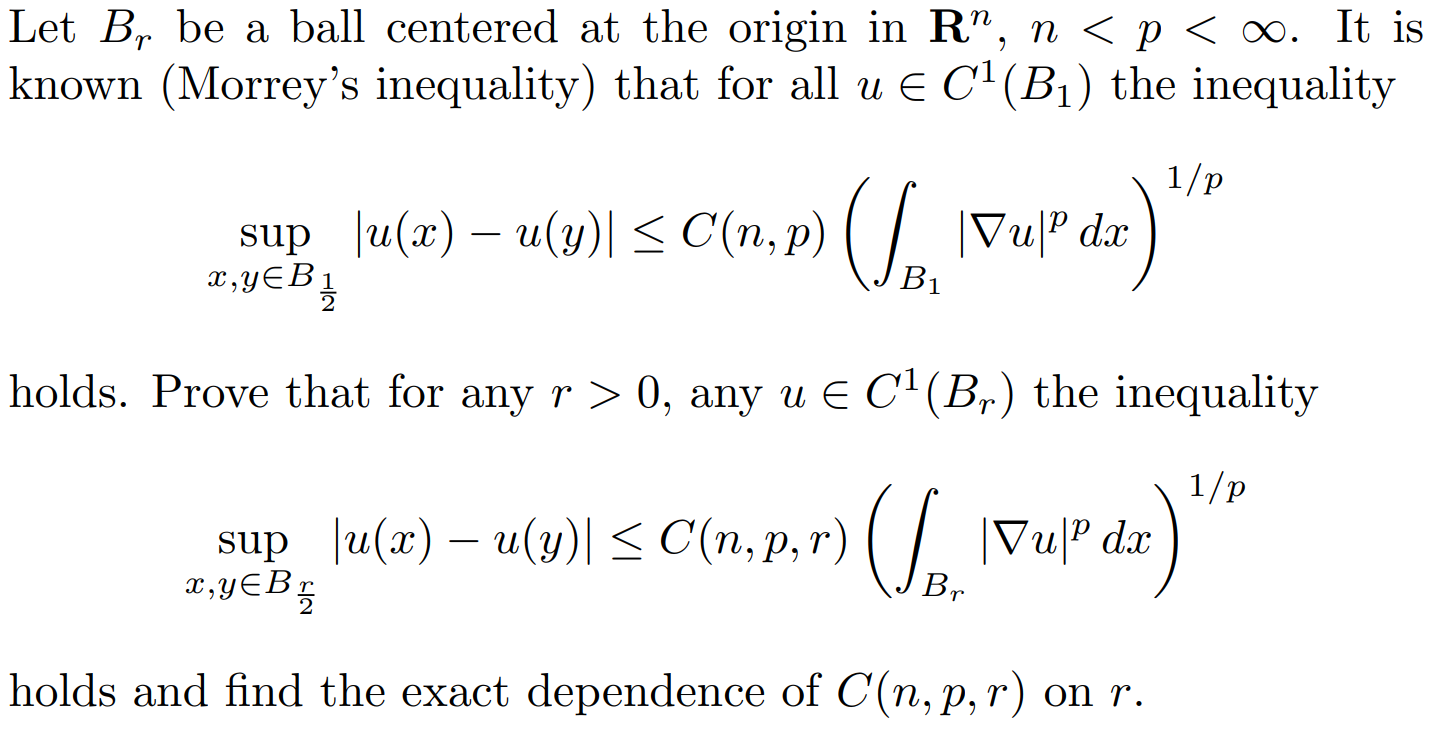 Let $B_r$ be a ball centered at the origin in $\mathbf{R}^n$, $n < p < \infty$. It is
known (Morrey's inequality) that for all $u \in C^1(B_1)$ the inequality
$$\sup_{x,y \in B_{\frac{1}{2}}} |u(x) - u(y)| \leq C(n,p) \left( \int_{B_1} |\nabla u|^p \, dx \right)^{1/p}$$
holds. Prove that for any $r > 0$, any $u \in C^1(B_r)$ the inequality
$$\sup_{x,y \in B_{\frac{r}{2}}} |u(x) - u(y)| \leq C(n,p,r) \left( \int_{B_r} |\nabla u|^p \, dx \right)^{1/p}$$
holds and find the exact dependence of $C(n,p,r)$ on $r$.